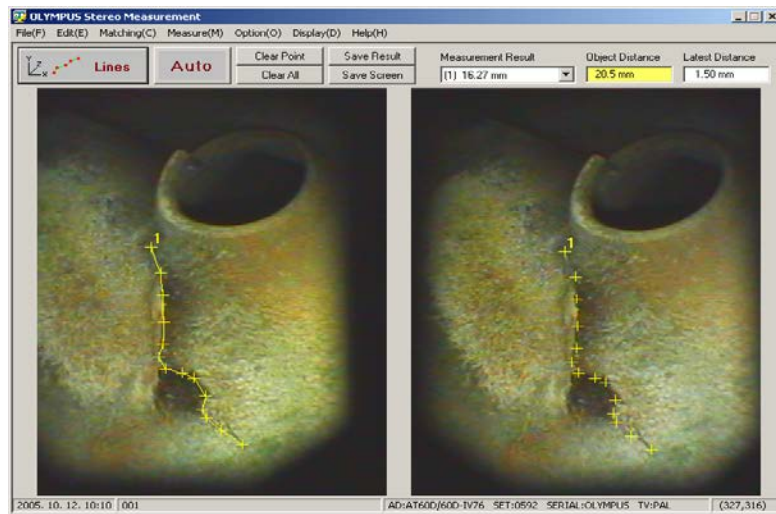 OLYMPUS Stereo Measurement
File(F) Edit(E) Matching(C) Measure(M) Option(O) Display(D) Help(H)
Y Z x Lines Auto Clear Point Save Result Measurement Result Object Distance Latest Distance
Clear All Save Screen (1) 16.27 mm 20.5 mm 1.50 mm
1 1
2005. 10. 12. 10:10 001 AD:AT60D/60D-IV76 SET:0592 SERIAL:OLYMPUS TV:PAL (327,316)